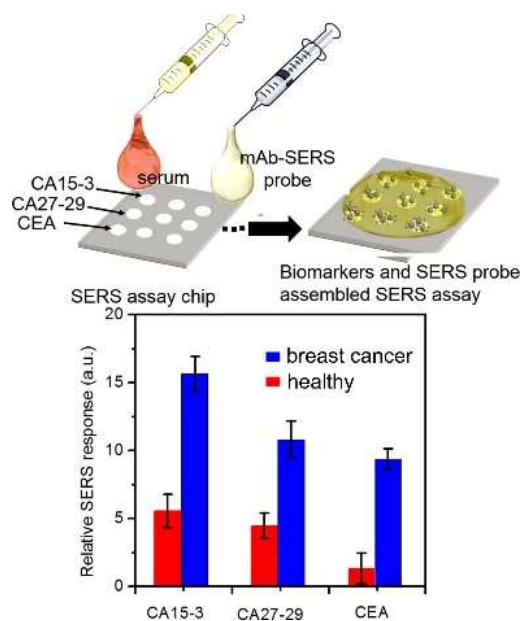 serum
mAb-SERS
probe
CA15-3
CA27-29
CEA
SERS assay chip
Biomarkers and SERS probe
assembled SERS assay
Relative SERS response (a.u.)
20
15
10
5
0
breast cancer
healthy
CA15-3
CA27-29
CEA